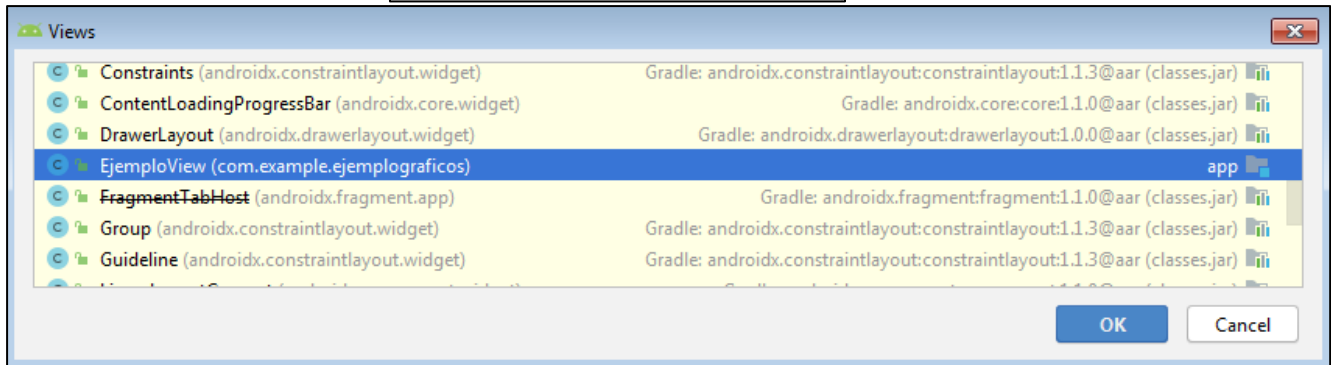 Views
Constraints (androidx.constraintlayout.widget) Gradle: androidx.constraintlayout:constraintlayout:1.1.3@aar (classes.jar)
ContentLoadingProgressBar (androidx.core.widget) Gradle: androidx.core:core:1.1.0@aar (classes.jar)
DrawerLayout (androidx.drawerlayout.widget) Gradle: androidx.drawerlayout:drawerlayout:1.0.0@aar (classes.jar)
EjemploView (com.example.ejemplograficos) app
FragmentTabHost (androidx.fragment.app) Gradle: androidx.fragment:fragment:1.1.0@aar (classes.jar)
Group (androidx.constraintlayout.widget) Gradle: androidx.constraintlayout:constraintlayout:1.1.3@aar (classes.jar)
Guideline (androidx.constraintlayout.widget) Gradle: androidx.constraintlayout:constraintlayout:1.1.3@aar (classes.jar)
OK Cancel